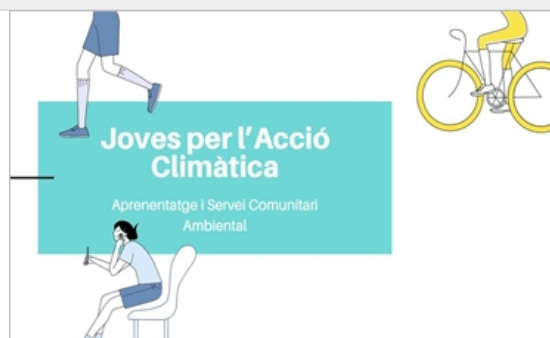 Joves per l'Acció
Climàtica
Aprenentatge i Servei Comunitari
Ambiental